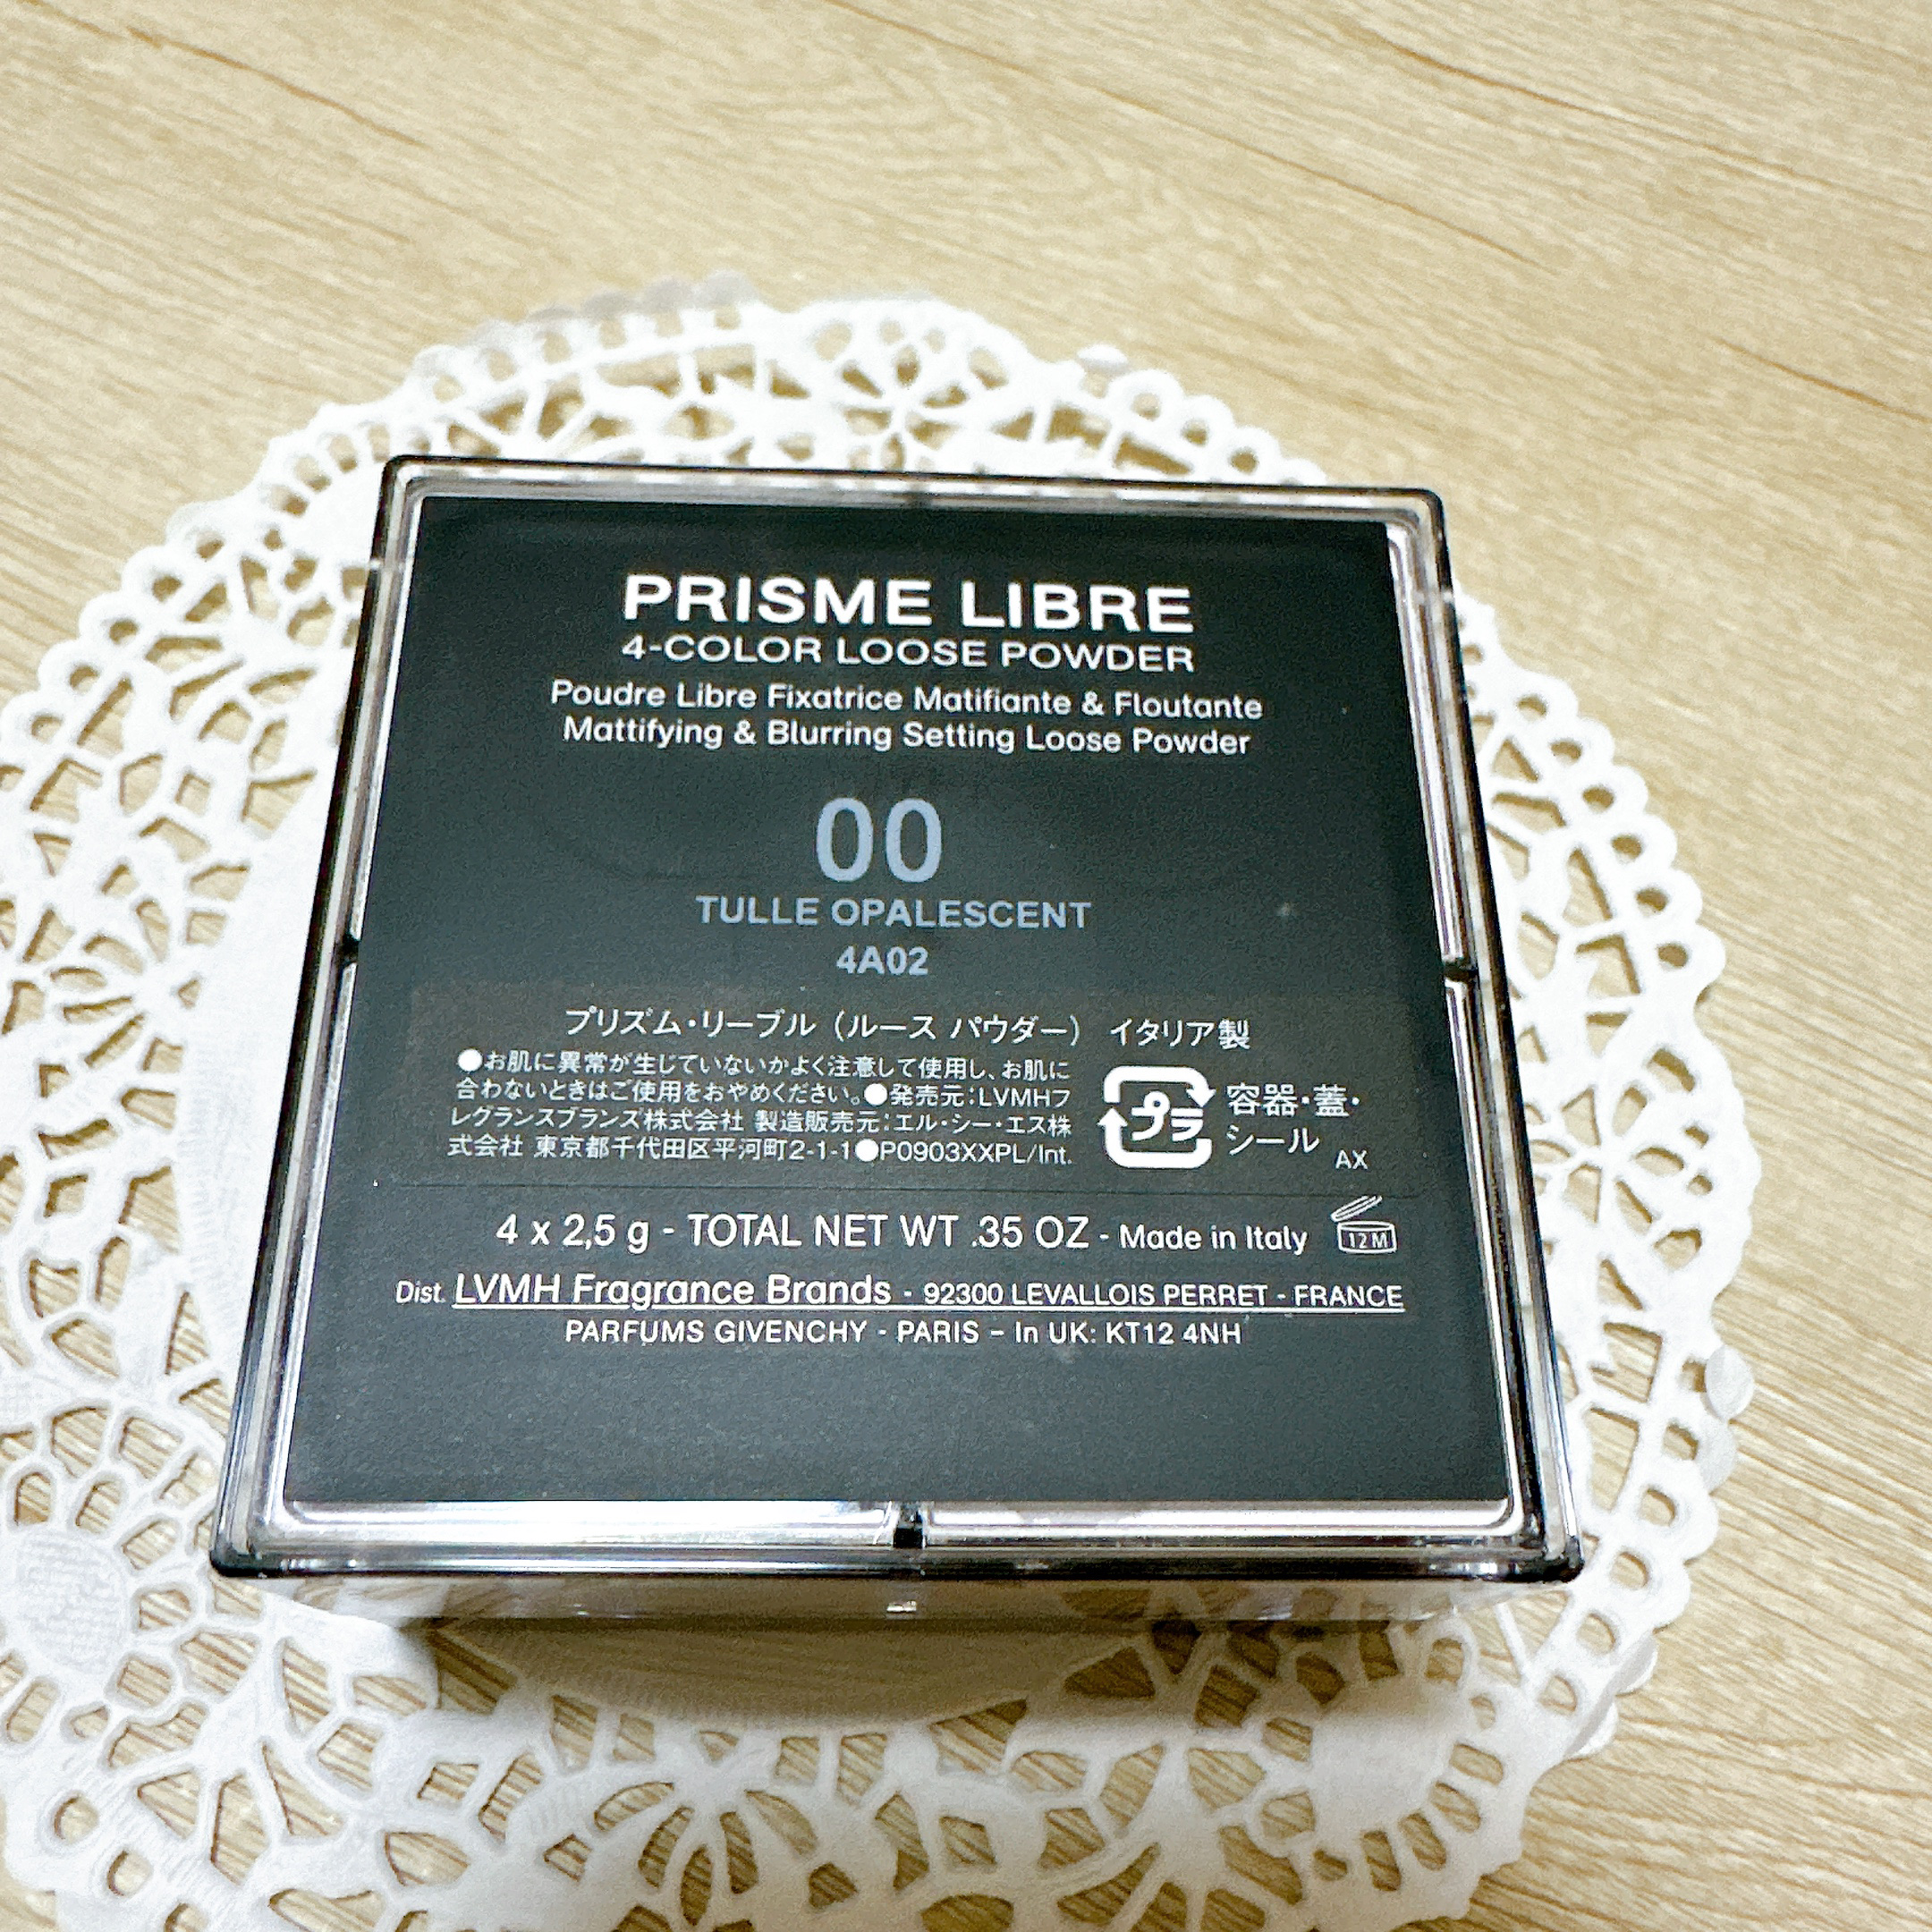 PRISME LIBRE
4-COLOR LOOSE POWDER
Poudre Libre Fixatrice Matifiante & Floutante
Mattifying & Blurring Setting Loose Powder
00
TULLE OPALESCENT
4A02
プリズム・リーブル（ルース パウダー） イタリア製
●お肌に異常が生じていないかよく注意して使用し、お肌に
合わないときはご使用をおやめください。●発売元:LVMHフ
レグランスブランズ株式会社 製造販売元:エル・シー・エス株
式会社 東京都千代田区平河町2-1-1●P0903XXPL/Int.
プラ
容器・蓋・
シール
AX
4 x 2,5 g - TOTAL NET WT .35 OZ - Made in Italy 12M
Dist. LVMH Fragrance Brands - 92300 LEVALLOIS PERRET - FRANCE
PARFUMS GIVENCHY - PARIS – In UK: KT12 4NH